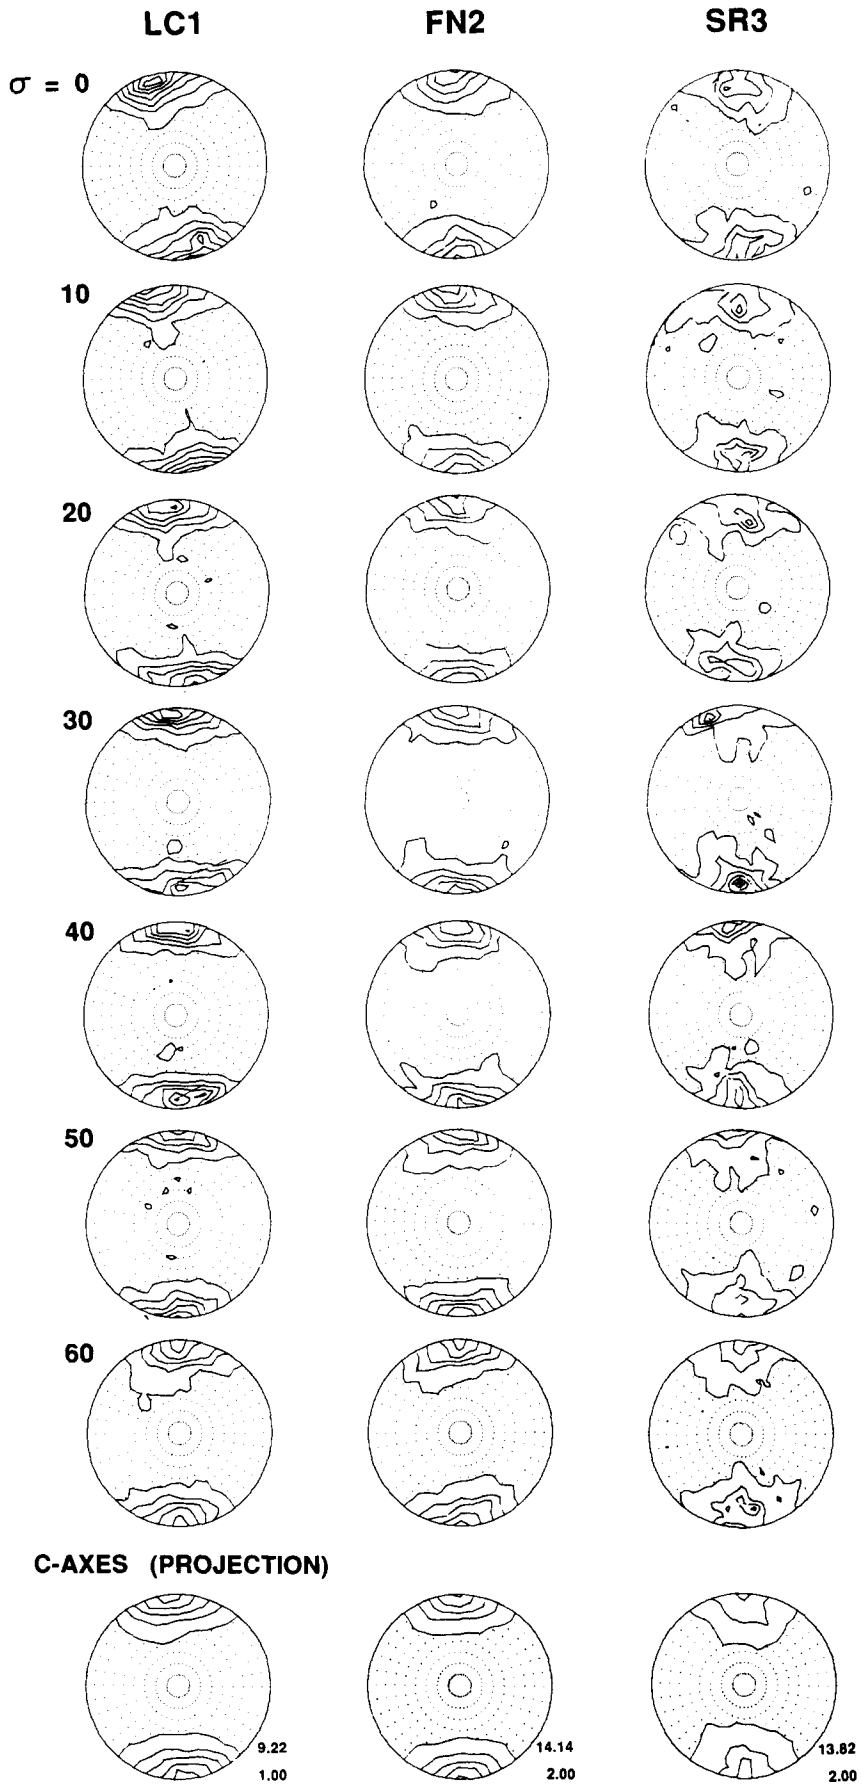 LC1 FN2 SR3
σ = 0
10
20
30
40
50
60
C-AXES (PROJECTION)
9.22 14.14 13.82
1.00 2.00 2.00